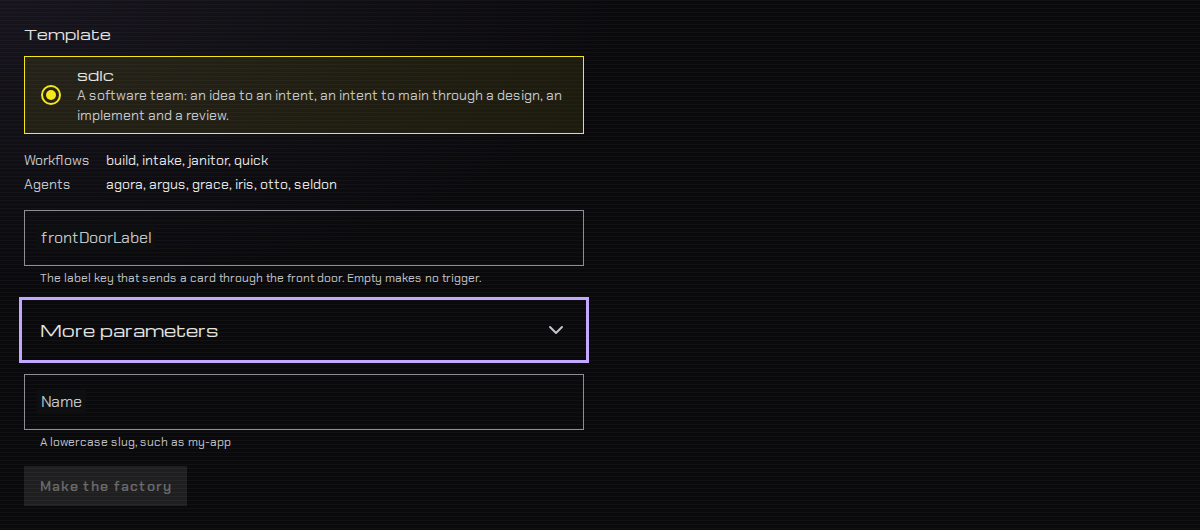 Template
sdlc
A software team: an idea to an intent, an intent to main through a design, an
implement and a review.
Workflows build, intake, janitor, quick
Agents agora, argus, grace, iris, otto, seldon
frontDoorLabel
The label key that sends a card through the front door. Empty makes no trigger.
More parameters
Name
A lowercase slug, such as my-app
Make the factory